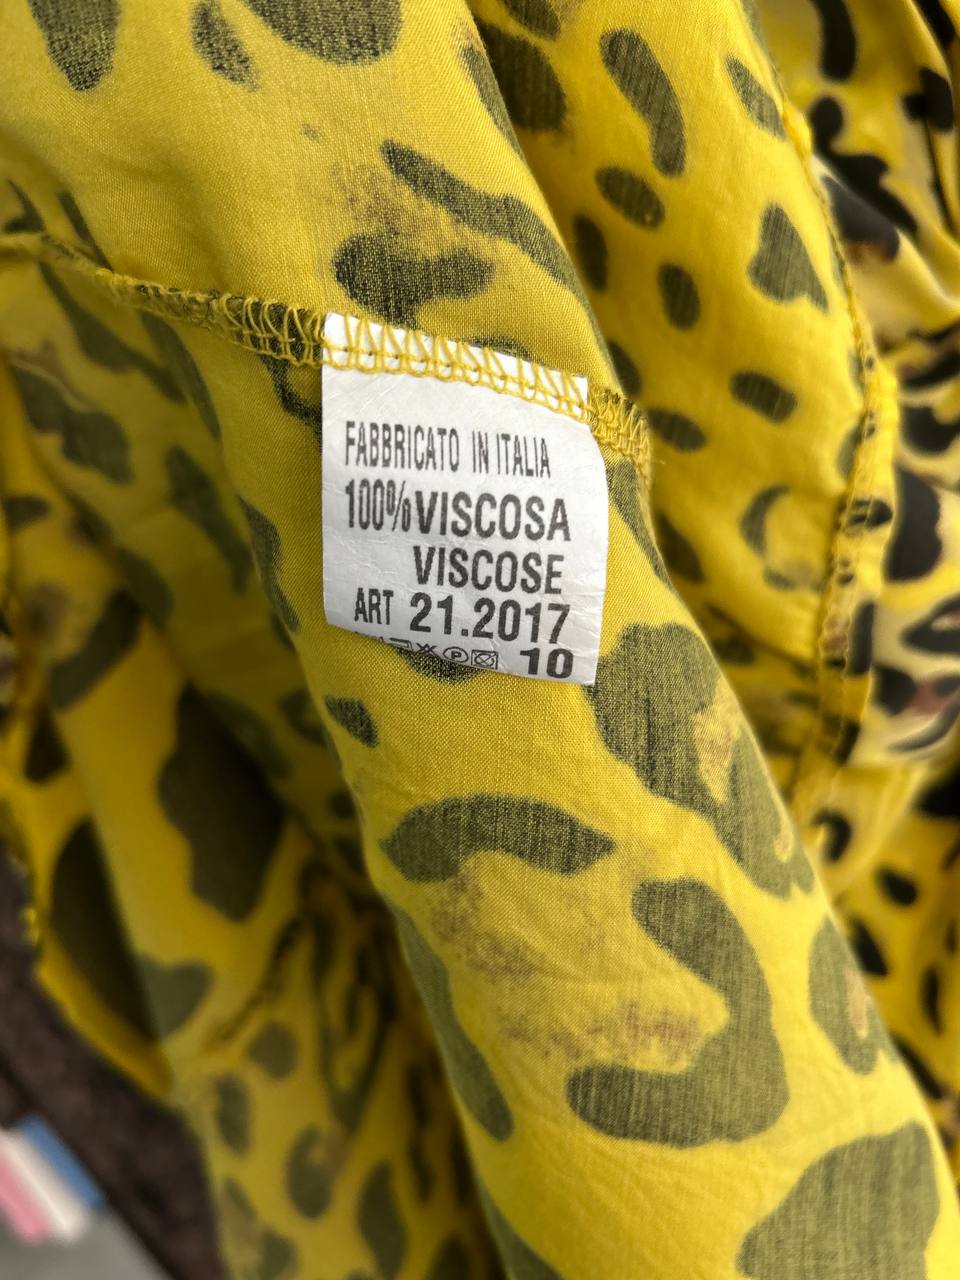 FABBRICATO IN ITALIA
100% VISCOSA
VISCOSE
ART 21.2017
P 10